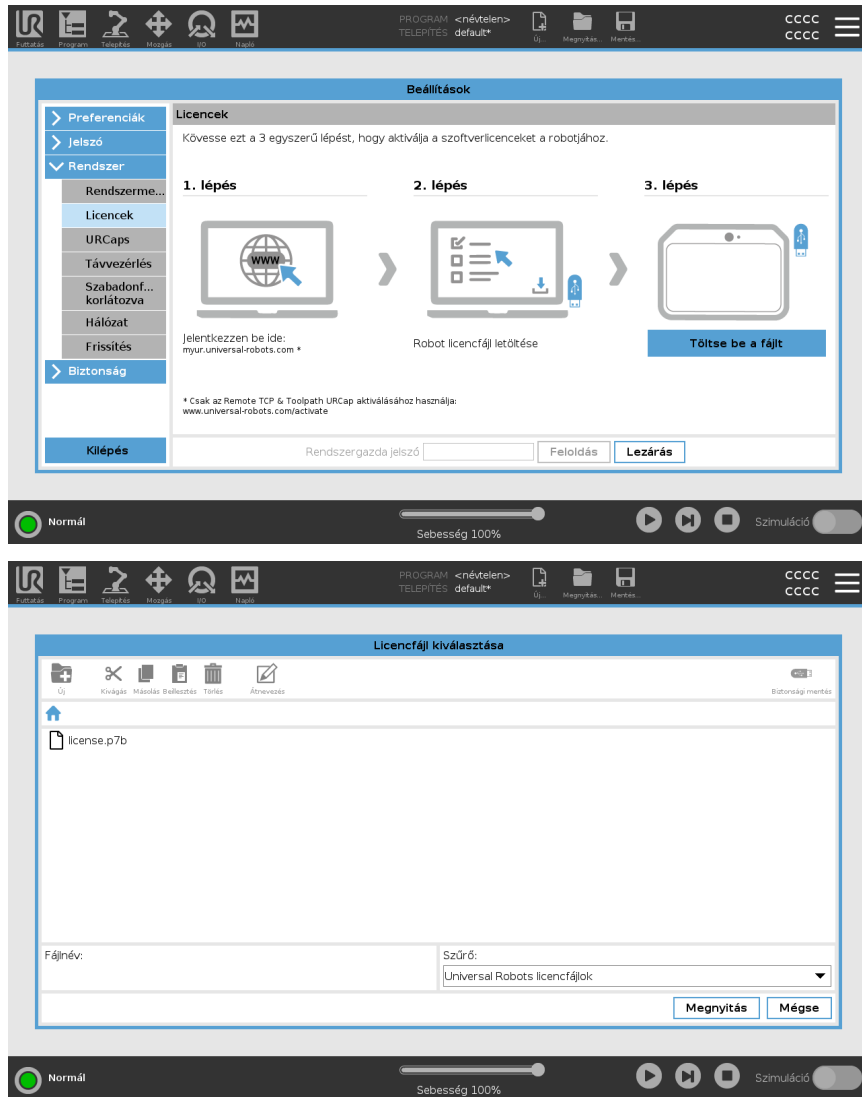 PROGRAM <névtelen>
TELEPÍTÉS default*
Futtatás Program Telepítés Mozgás I/O Napló
Új... Megnyitás... Mentés...
CCCC
CCCC
Beállítások
Preferenciák
Jelszó
Rendszer
Rendszerme...
Licencek
URCaps
Távvezérlés
Szabadonf...
korlátozva
Hálózat
Frissítés
Biztonság
Kilépés
Licencek
Kövesse ezt a 3 egyszerű lépést, hogy aktiválja a szoftverlicenceket a robotjához.
1. lépés
2. lépés
3. lépés
WWW
Jelentkezzen be ide:
myur.universal-robots.com *
Robot licencfájl letöltése
Töltse be a fájlt
* Csak az Remote TCP & Toolpath URCap aktiválásához használja:
www.universal-robots.com/activate
Rendszergazda jelszó
Feloldás
Lezárás
Normál
Sebesség 100%
Szimuláció
PROGRAM <névtelen>
TELEPÍTÉS default*
Futtatás Program Telepítés Mozgás I/O Napló
Új... Megnyitás... Mentés...
CCCC
CCCC
Licencfájl kiválasztása
Új Kivágás Másolás Beillesztés Törlés Átnevezés
Biztonsági mentés
license.p7b
Fájlnév:
Szűrő:
Universal Robots licencfájlok
Megnyitás
Mégse
Normál
Sebesség 100%
Szimuláció